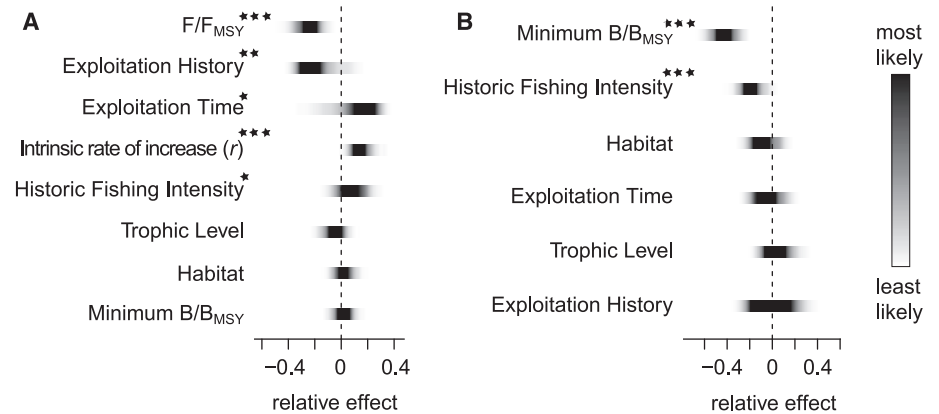 A
F/FMSY***
Exploitation History**
Exploitation Time*
Intrinsic rate of increase (r)***
Historic Fishing Intensity*
Trophic Level
Habitat
Minimum B/BMSY
−0.4 0 0.4
relative effect
B
Minimum B/BMSY***
Historic Fishing Intensity***
Habitat
Exploitation Time
Trophic Level
Exploitation History
−0.4 0 0.4
relative effect
most
likely
least
likely